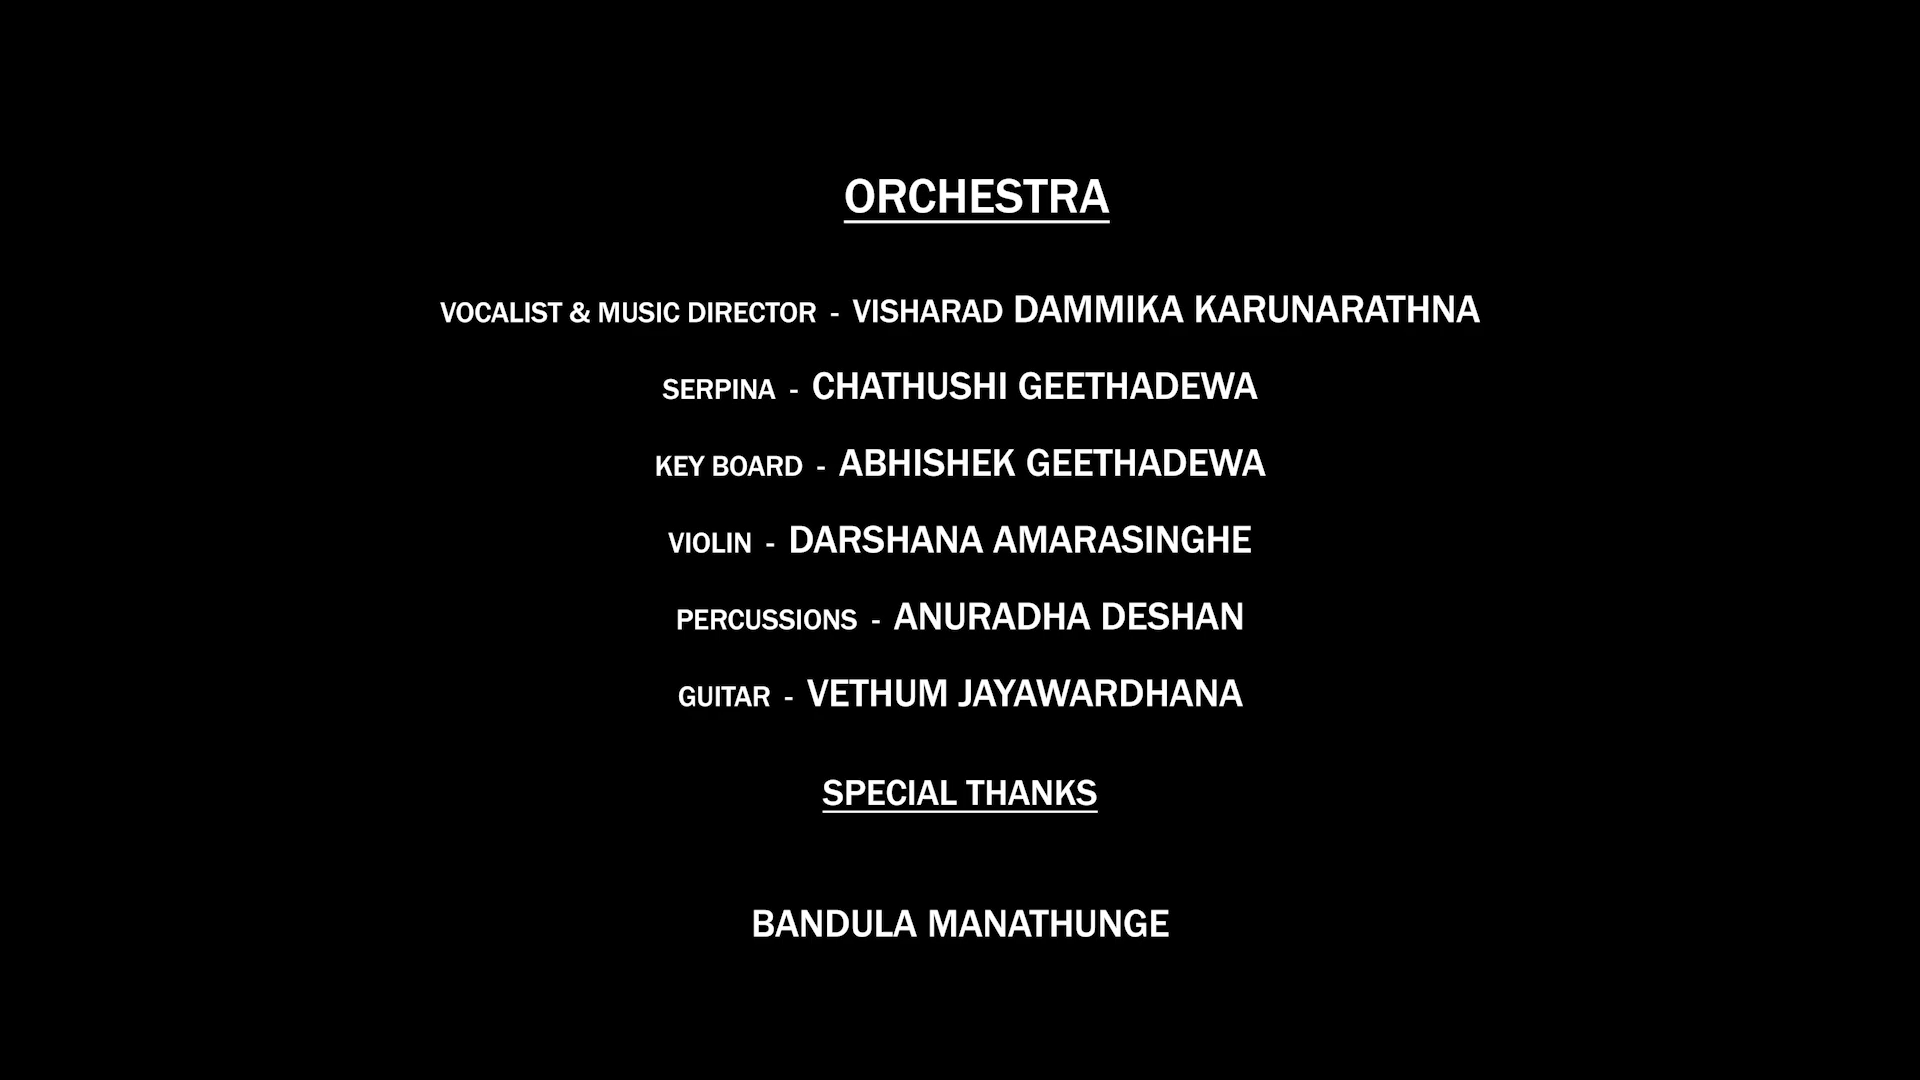 ORCHESTRA
VOCALIST & MUSIC DIRECTOR - VISHARAD DAMMIKA KARUNARATHNA
SERPINA - CHATHUSHI GEETHADEWA
KEY BOARD - ABHISHEK GEETHADEWA
VIOLIN - DARSHANA AMARASINGHE
PERCUSSIONS - ANURADHA DESHAN
GUITAR - VETHUM JAYAWARDHANA
SPECIAL THANKS
BANDULA MANATHUNGE